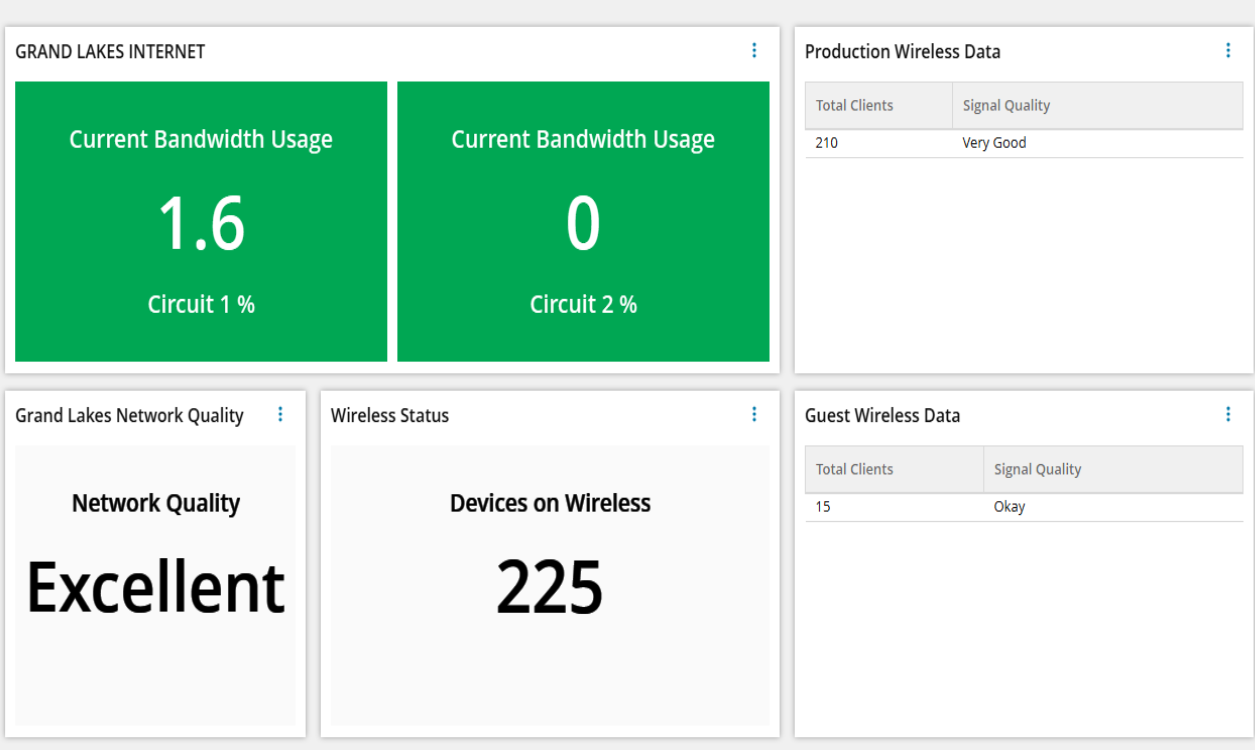 GRAND LAKES INTERNET
Current Bandwidth Usage
1.6
Circuit 1 %
Current Bandwidth Usage
0
Circuit 2 %
Production Wireless Data
Total Clients Signal Quality
210 Very Good
Grand Lakes Network Quality
Network Quality
Excellent
Wireless Status
Devices on Wireless
225
Guest Wireless Data
Total Clients Signal Quality
15 Okay